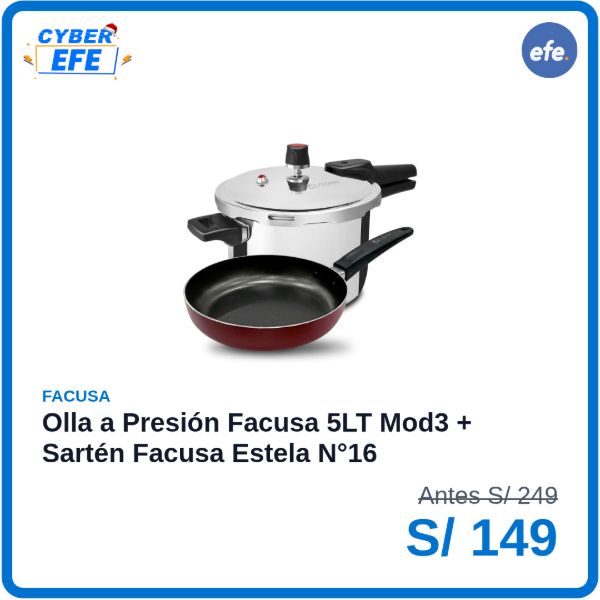 CYBER
EFE
efe.
FACUSA
Olla a Presión Facusa 5LT Mod3 +
Sartén Facusa Estela N°16
Antes S/ 249
S/ 149